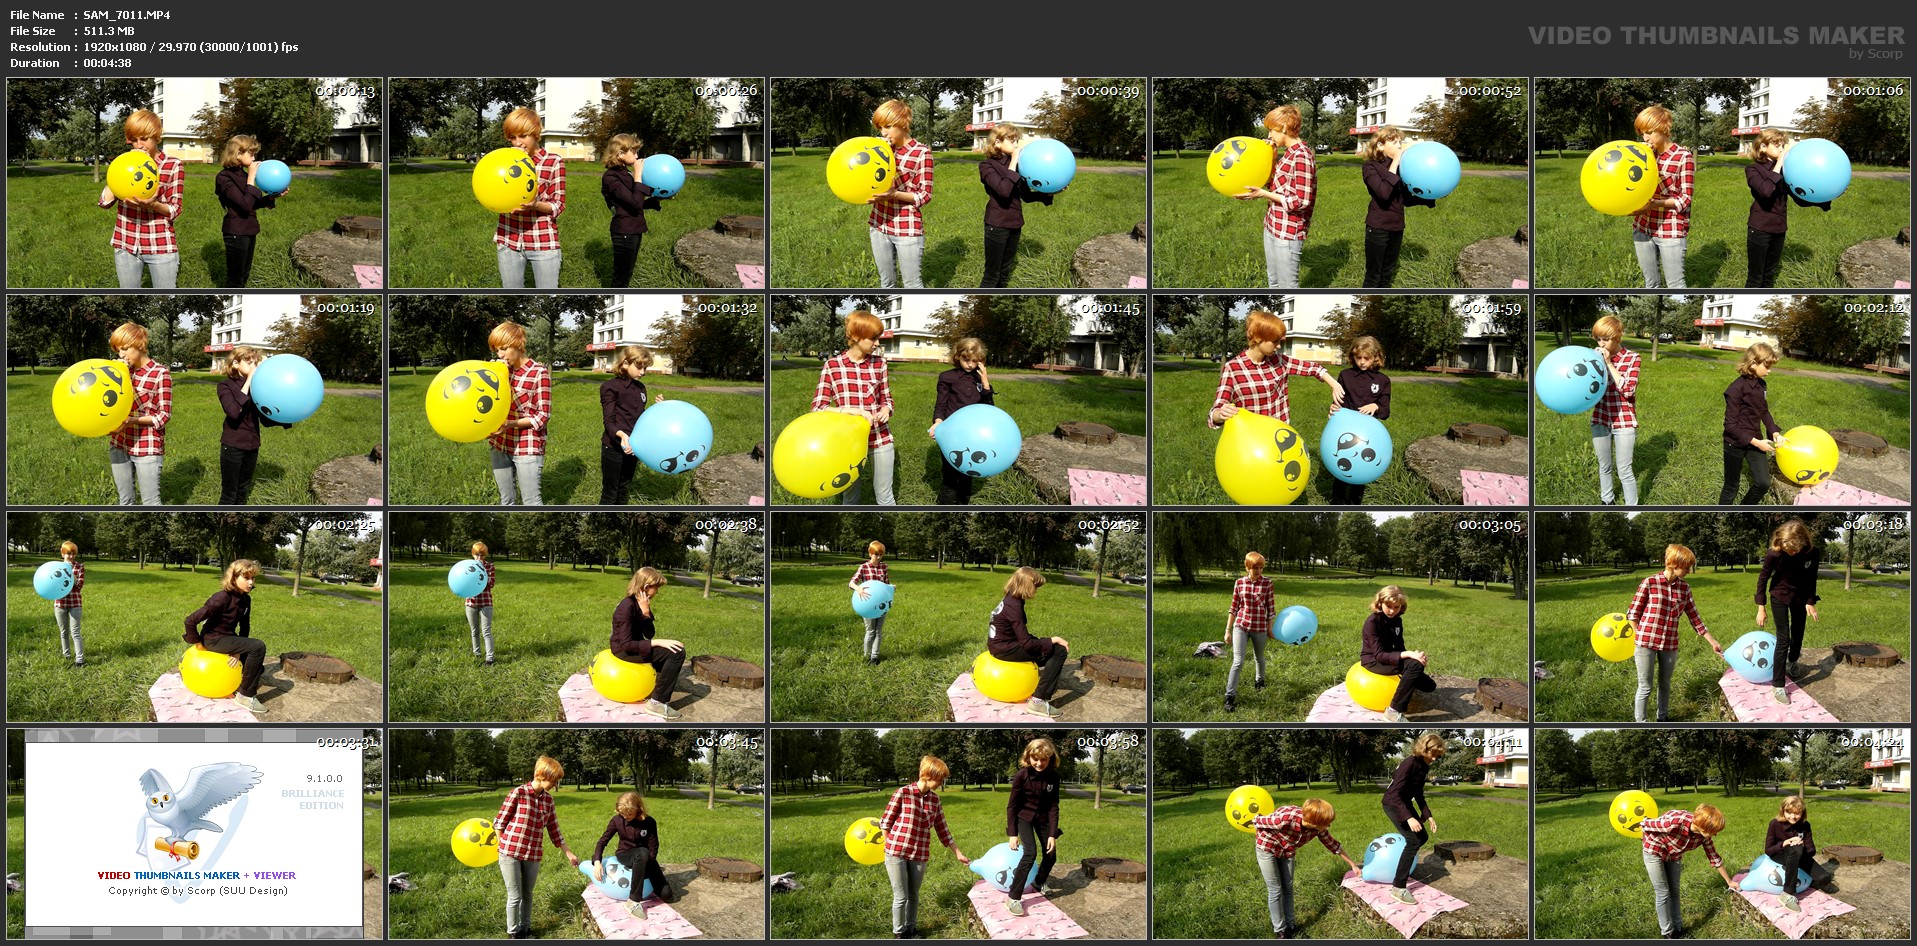 File Name : SAM_7011.MP4
File Size : 511.3 MB
Resolution : 1920x1080 / 29.970 (30000/1001) fps
Duration : 00:04:38
VIDEO THUMBNAILS MAKER
by Scorp
00:00:13
00:00:26
00:00:39
00:00:52
00:01:06
00:01:19
00:01:32
00:01:45
00:01:59
00:02:12
00:02:25
00:02:38
00:02:52
00:03:05
00:03:18
00:03:31
9.1.0.0
BRILLIANCE
EDITION
VIDEO THUMBNAILS MAKER + VIEWER
Copyright © by Scorp (SUU Design)
00:03:45
00:03:58
00:04:11
00:04:24